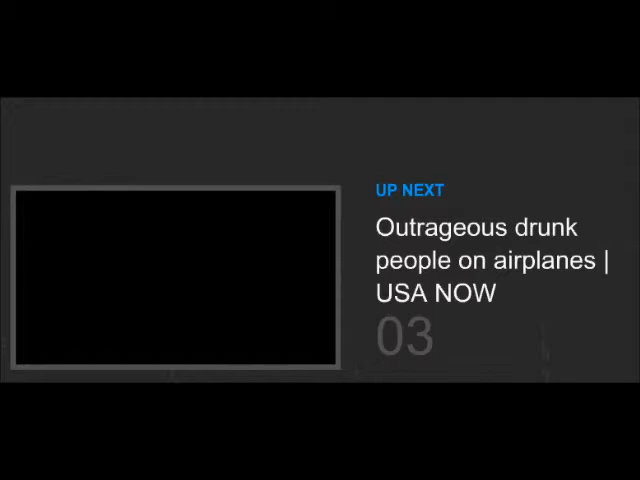 UP NEXT
Outrageous drunk
people on airplanes |
USA NOW
03